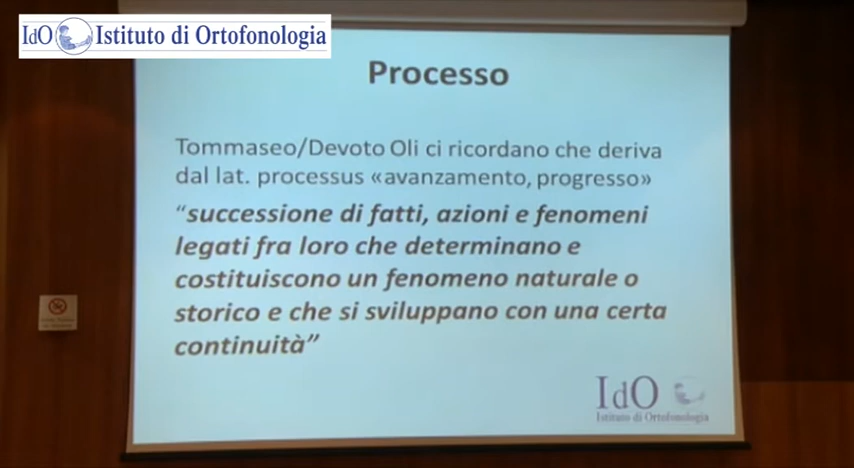 IdO Istituto di Ortofonologia
Processo
Tommaseo/Devoto Oli ci ricordano che deriva
dal lat. processus «avanzamento, progresso»
“successione di fatti, azioni e fenomeni
legati fra loro che determinano e
costituiscono un fenomeno naturale o
storico e che si sviluppano con una certa
continuità”
IdO
Istituto di Ortofonologia